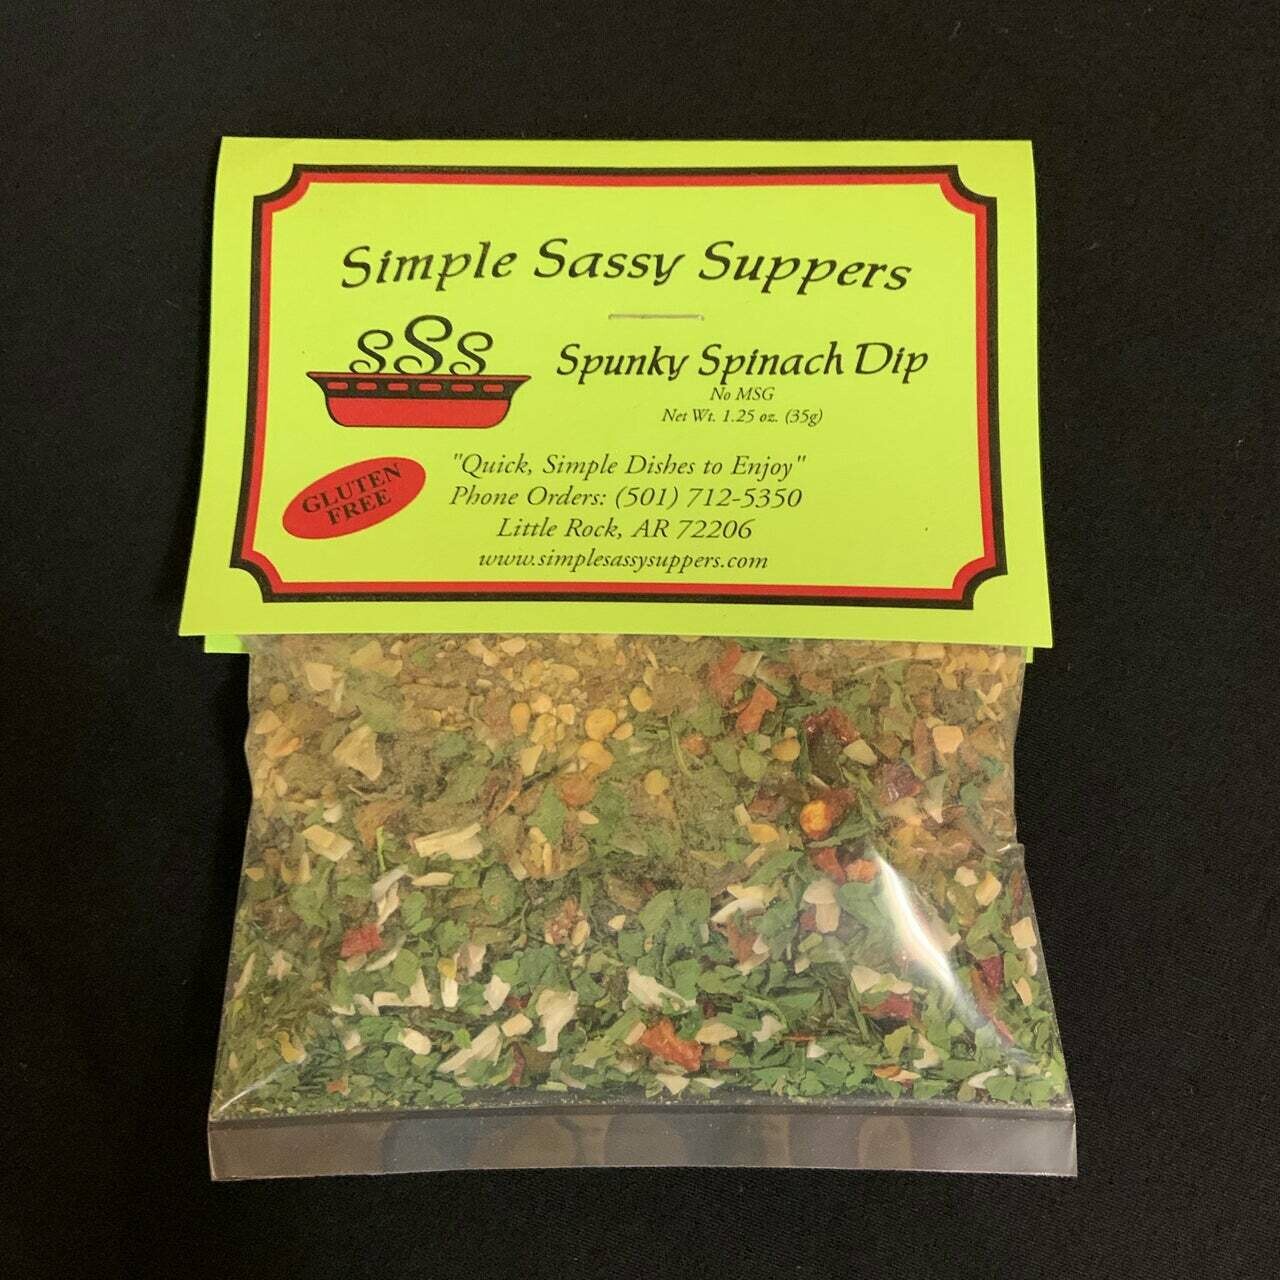 Simple Sassy Suppers
SSS
Spunky Spinach Dip
No MSG
Net Wt. 1.25 oz. (35g)
GLUTEN
FREE
"Quick, Simple Dishes to Enjoy"
Phone Orders: (501) 712-5350
Little Rock, AR 72206
www.simplesassysuppers.com